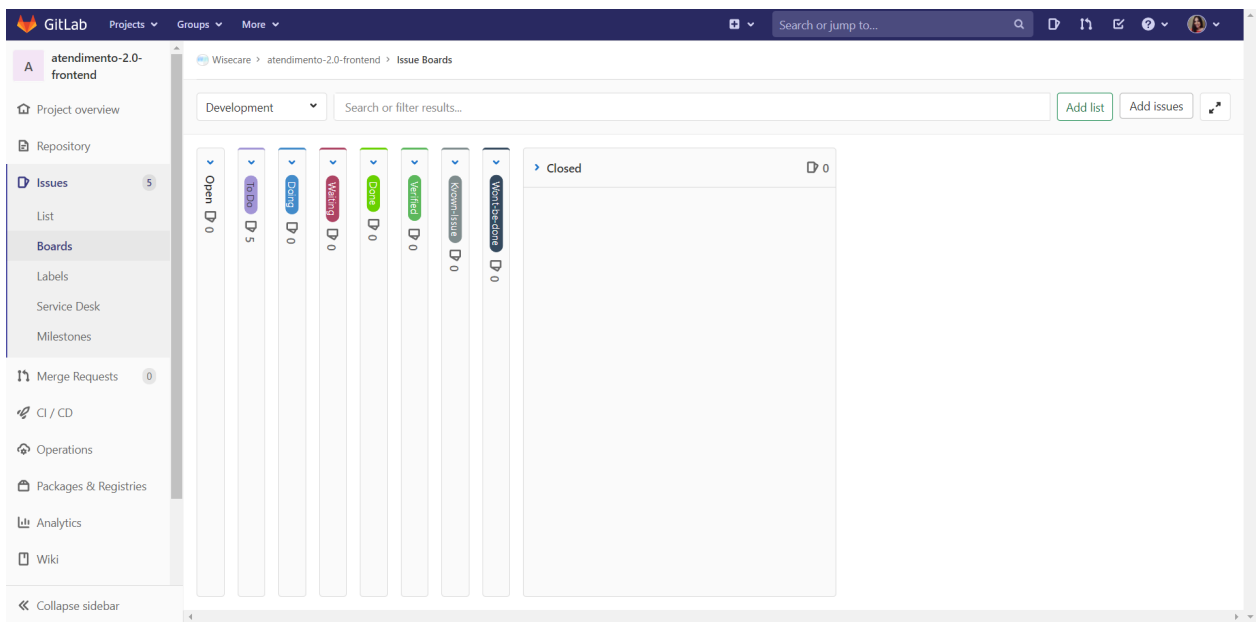 GitLab Projects Groups More Search or jump to...
A atendimento-2.0-
frontend
Project overview
Repository
Issues 5
List
Boards
Labels
Service Desk
Milestones
Merge Requests 0
CI / CD
Operations
Packages & Registries
Analytics
Wiki
Collapse sidebar
Wisecare > atendimento-2.0-frontend > Issue Boards
Development Search or filter results... Add list Add issues
Open 0
To Do 5
Doing 0
Waiting 0
Done 0
Verified 0
Kwown-Issue 0
Wont-be-done 0
Closed 0